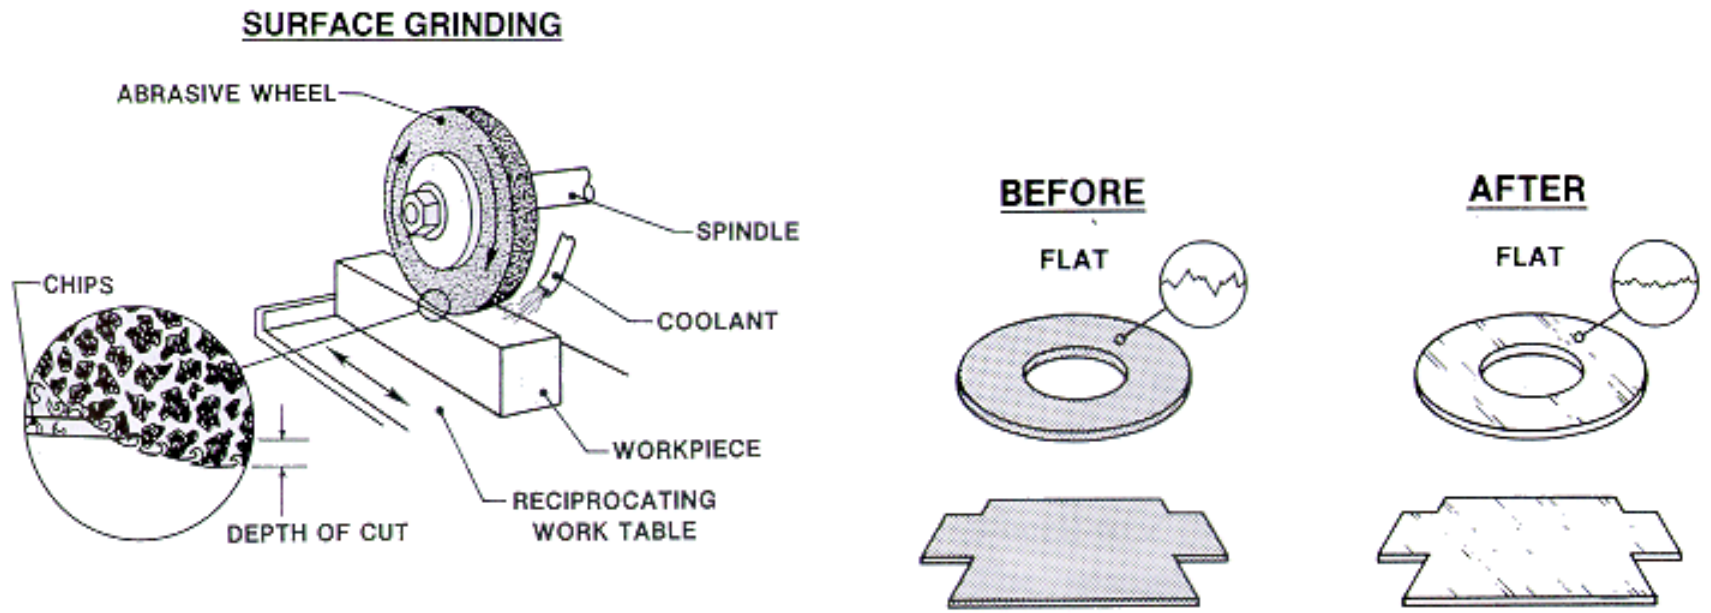 SURFACE GRINDING
ABRASIVE WHEEL
SPINDLE
CHIPS
COOLANT
WORKPIECE
RECIPROCATING
WORK TABLE
DEPTH OF CUT
BEFORE
FLAT
AFTER
FLAT